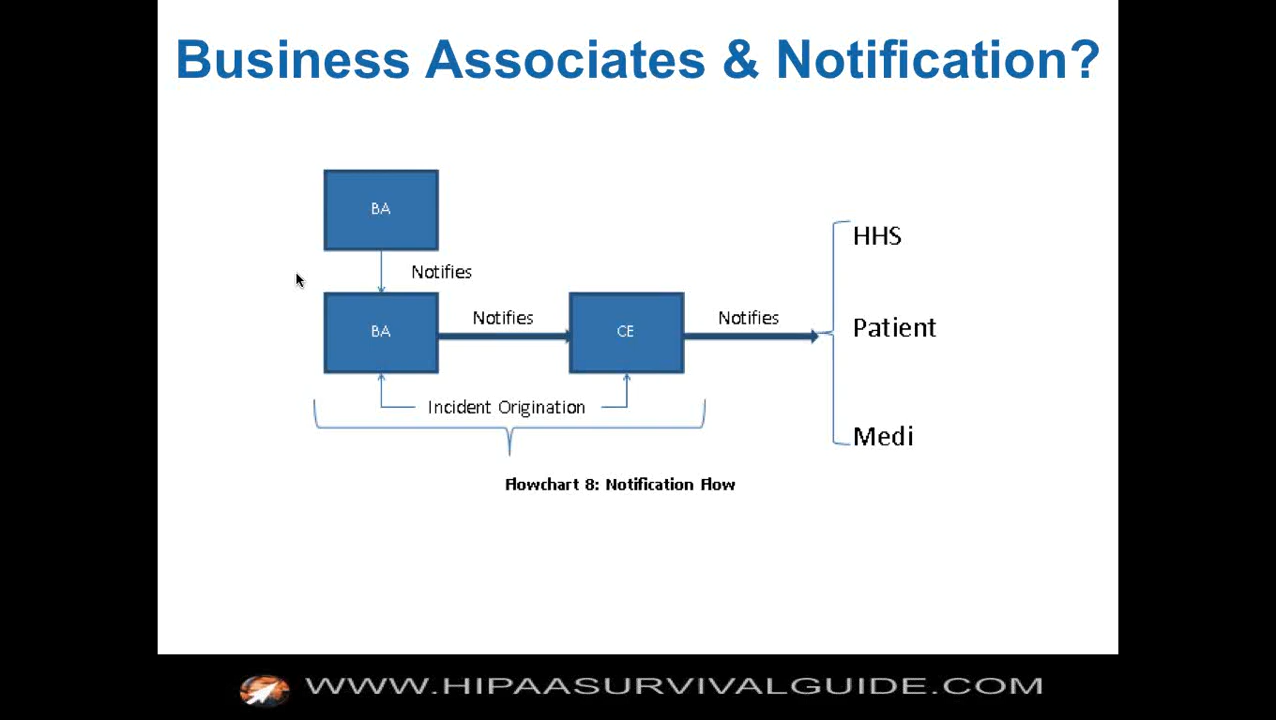 Business Associates & Notification?
BA
Notifies
BA
Notifies
CE
Notifies
HHS
Patient
Medi
Incident Origination
Flowchart 8: Notification Flow
WWW.HIPAASURVIVALGUIDE.COM